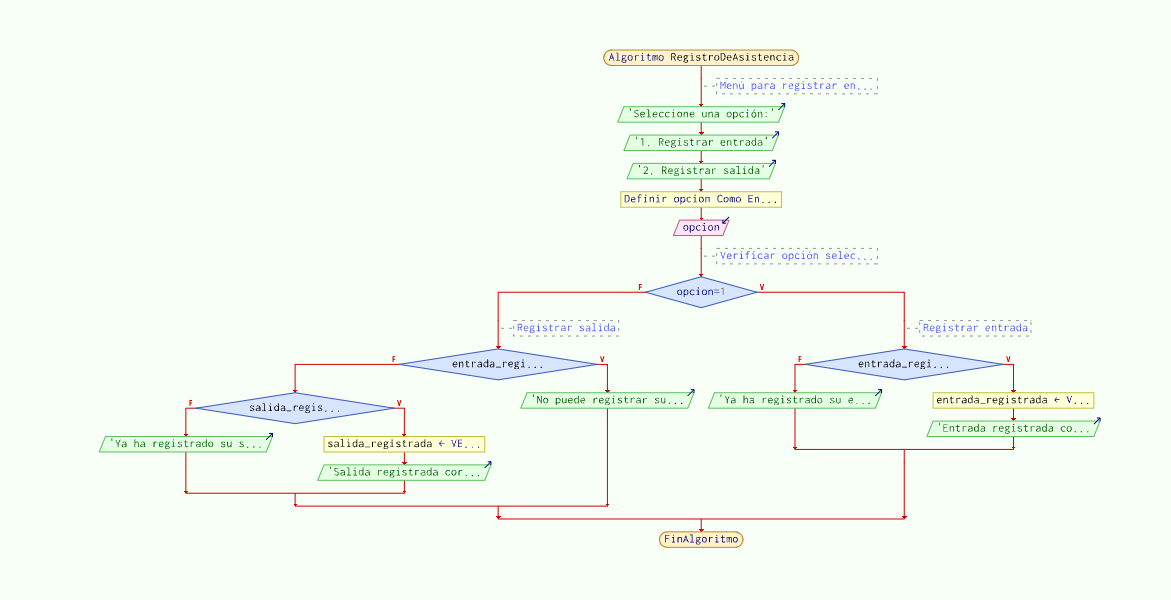 Algoritmo RegistroDeAsistencia
Menú para registrar en...
'Seleccione una opción:'
'1. Registrar entrada'
'2. Registrar salida'
Definir opcion Como En...
opcion
Verificar opción selec...
F opcion=1 V
Registrar salida
Registrar entrada
F entrada_regi... V
F entrada_regi... V
F salida_regis... V
'No puede registrar su...
'Ya ha registrado su e...
entrada_registrada ← V...
'Entrada registrada co...
'Ya ha registrado su s...
salida_registrada ← VE...
'Salida registrada cor...
FinAlgoritmo